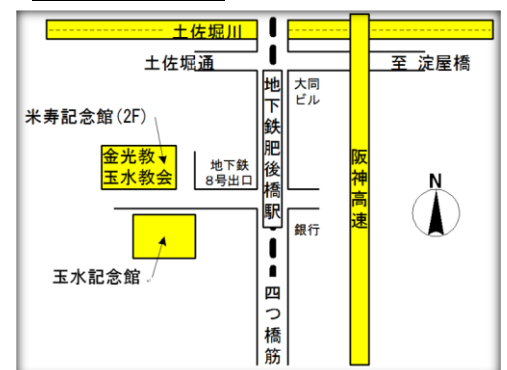 土佐堀川
土佐堀通
至 淀屋橋
大同
ビル
地下鉄肥後橋駅
米寿記念館(2F)
金光教
玉水教会
地下鉄
8号出口
阪神高速
N
銀行
玉水記念館
四つ橋筋